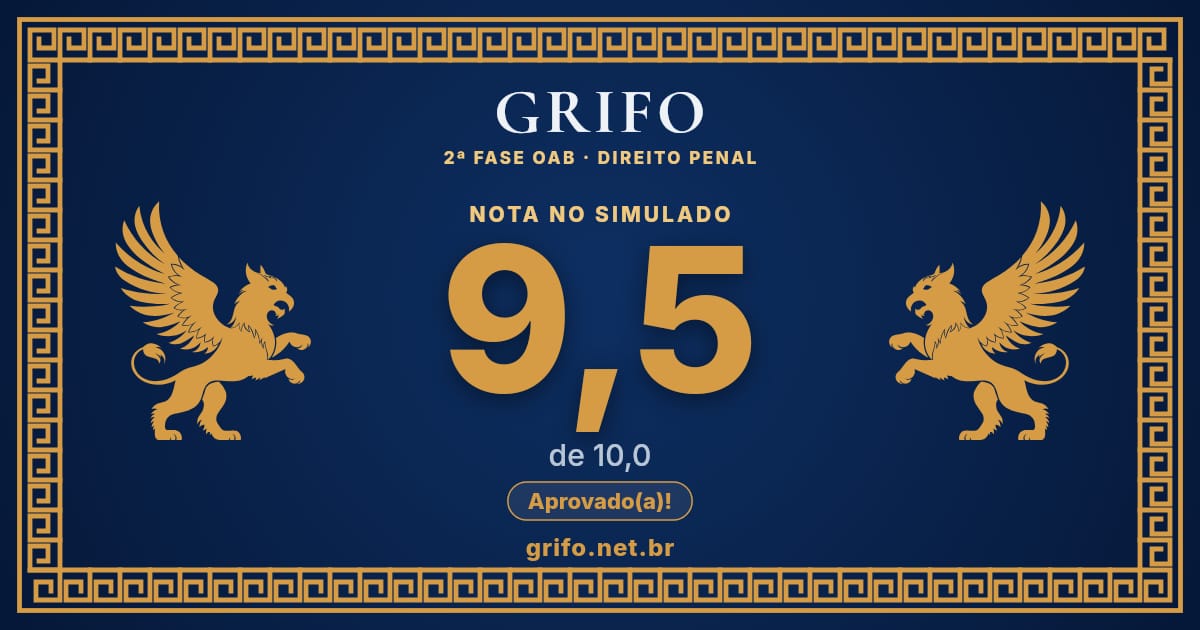 GRIFO
2ª FASE OAB · DIREITO PENAL
NOTA NO SIMULADO
9,5
de 10,0
Aprovado(a)!
grifo.net.br